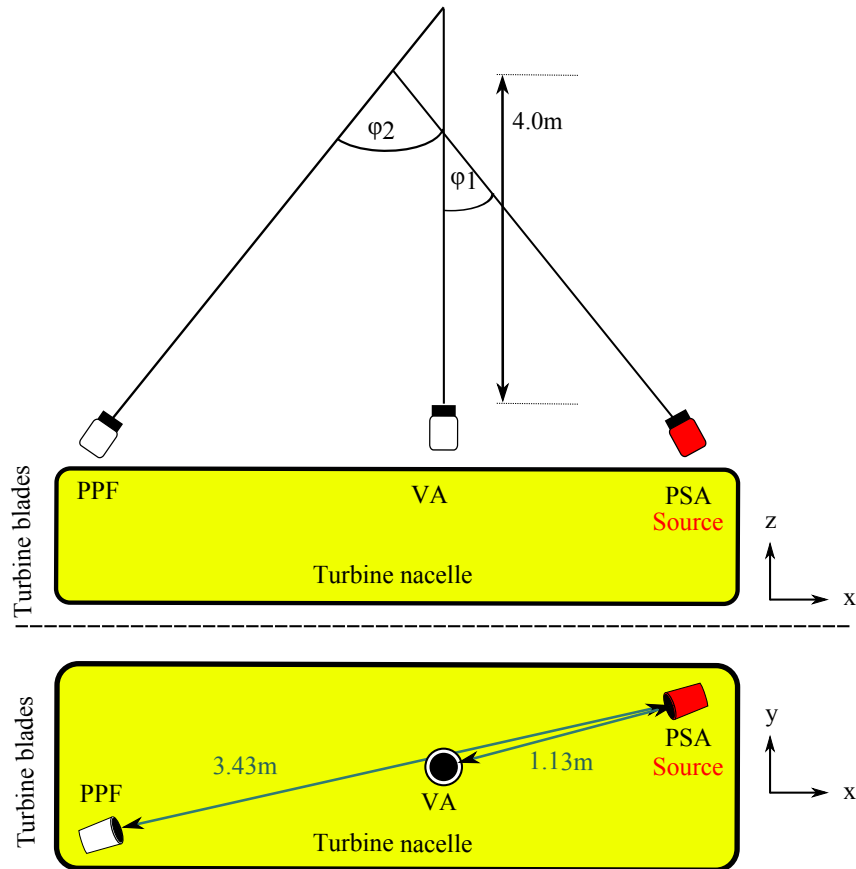 4.0m
φ2
φ1
PPF
VA
PSA
Source
Turbine nacelle
Turbine blades
z
x
3.43m
1.13m
PSA
Source
PPF
VA
Turbine nacelle
Turbine blades
y
x